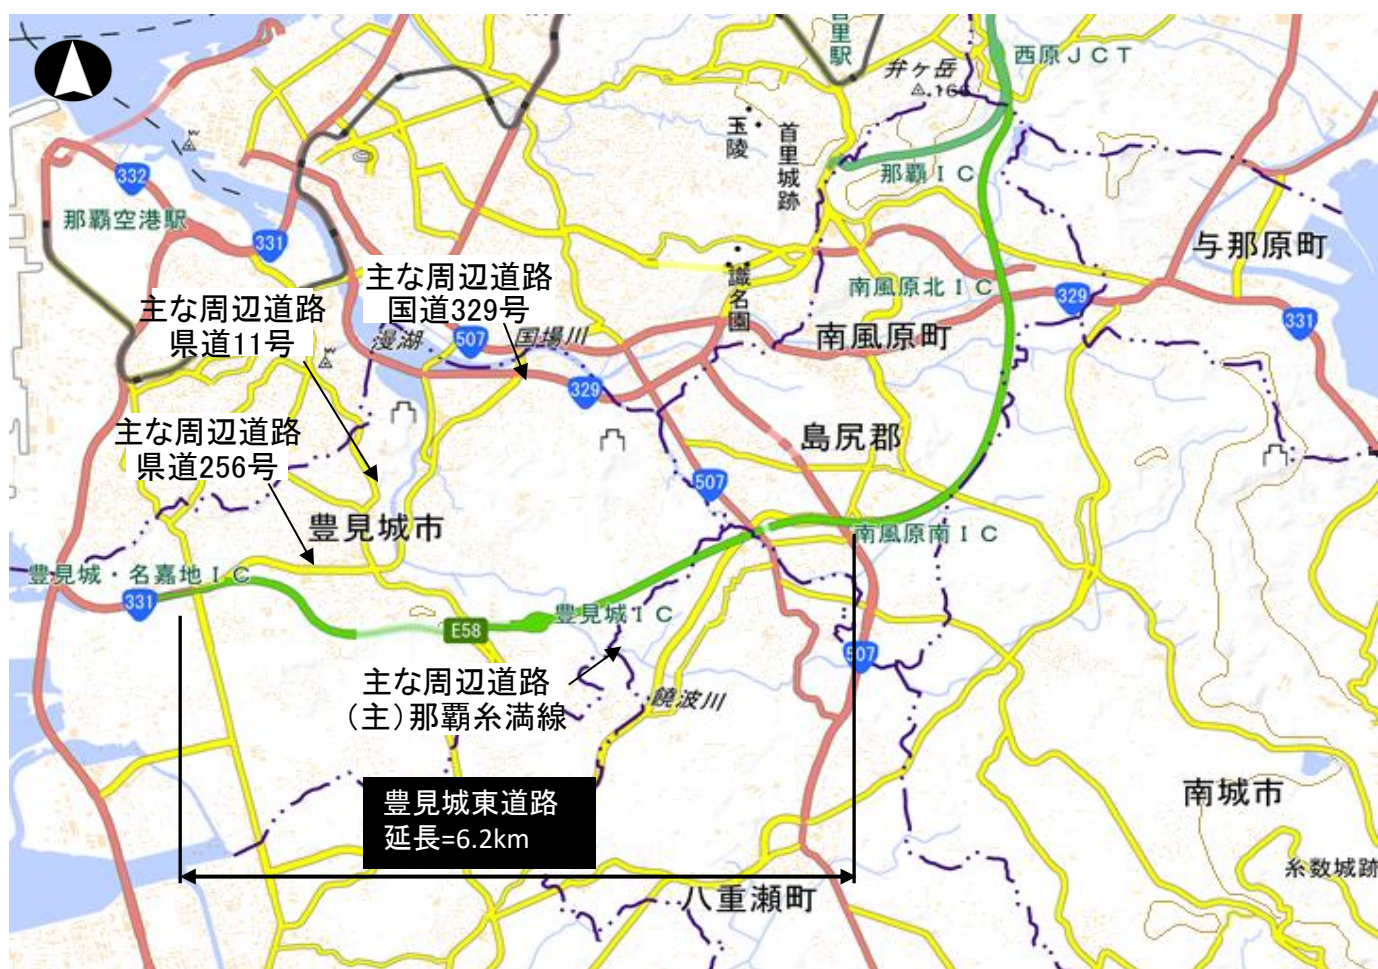 里駅
西原JCT
弁ヶ岳
166
玉陵
首里城跡
332
那覇IC
那覇空港駅
331
与那原町
主な周辺道路
国道329号
識名園
南風原北IC
329
主な周辺道路
県道11号
漫湖
507
国場川
南風原町
331
329
主な周辺道路
県道256号
島尻郡
507
豊見城市
南風原南IC
豊見城・名嘉地IC
331
E58
豊見城IC
507
主な周辺道路
(主)那覇糸満線
饒波川
豊見城東道路
延長=6.2km
南城市
糸数城跡
八重瀬町